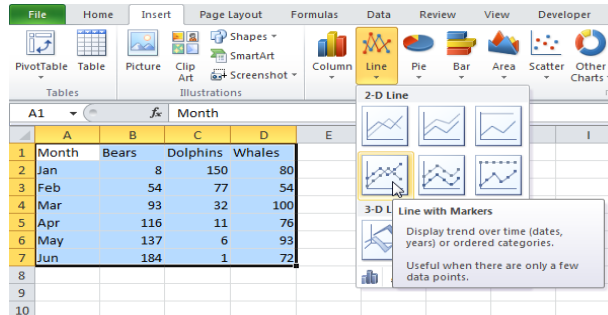 File Home Insert Page Layout Formulas Data Review View Developer
PivotTable Table Picture Clip Art Shapes SmartArt Screenshot Column Line Pie Bar Area Scatter Other Charts
Tables Illustrations
A1 fx Month
2-D Line
A B C D E I
1 Month Bears Dolphins Whales
2 Jan 8 150 80
3 Feb 54 77 54
4 Mar 93 32 100
5 Apr 116 11 76
6 May 137 6 93
7 Jun 184 1 72
8
9
10
3-D L
Line with Markers
Display trend over time (dates,
years) or ordered categories.
Useful when there are only a few
data points.